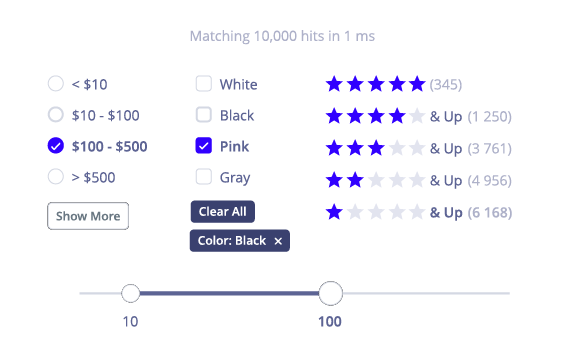 Matching 10,000 hits in 1 ms
< $10
$10 - $100
$100 - $500
> $500
Show More
White
Black
Pink
Gray
Clear All
Color: Black ×
(345)
& Up (1 250)
& Up (3 761)
& Up (4 956)
& Up (6 168)
10
100